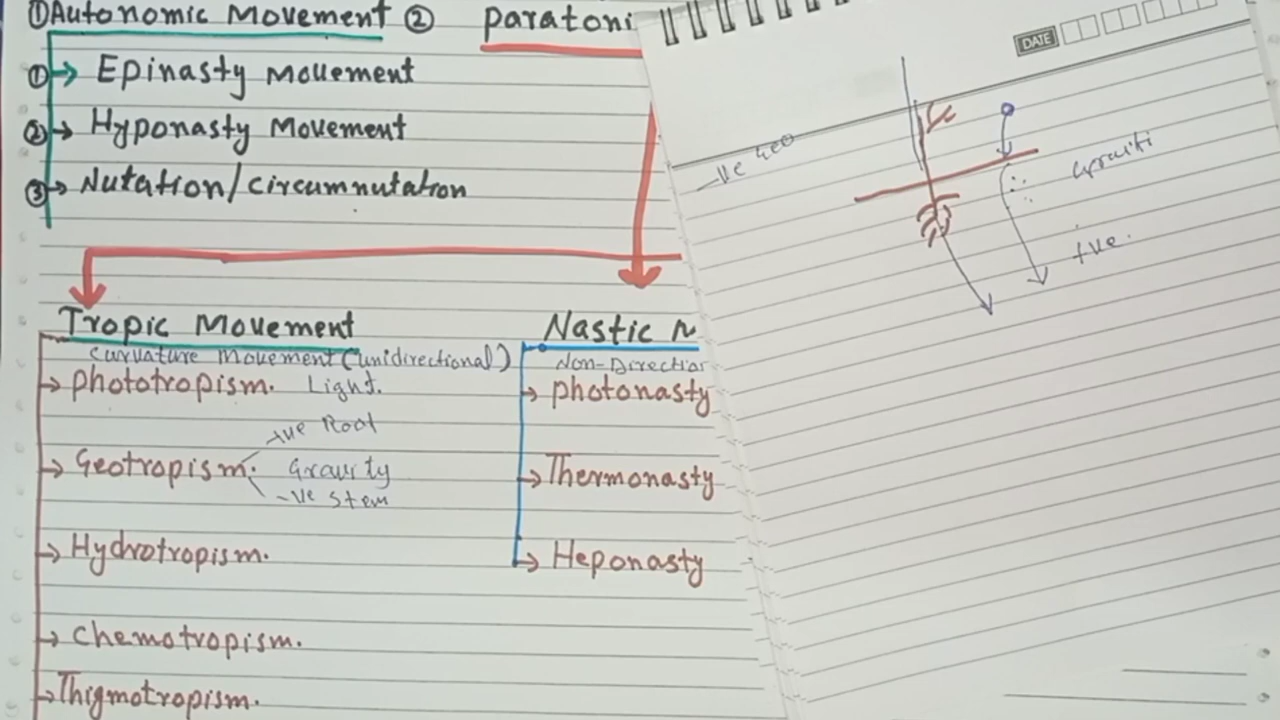 ①Autonomic Movement ② paratoni
①→ Epinasty Movement
②→ Hyponasty Movement
③→ Nutation/circumnutation
Tropic Movement
Curvature Movement (unidirectional)
→ phototropism. Light.
+ve Root
→ Geotropism. Gravity
-ve Stem
→ Hydrotropism.
→ Chemotropism.
→ Thigmotropism.
Nastic M
Non-Direction
→ photonasty
→ Thermonasty
→ Heponasty
DATE
-ve Geo
Graviti
+ve.